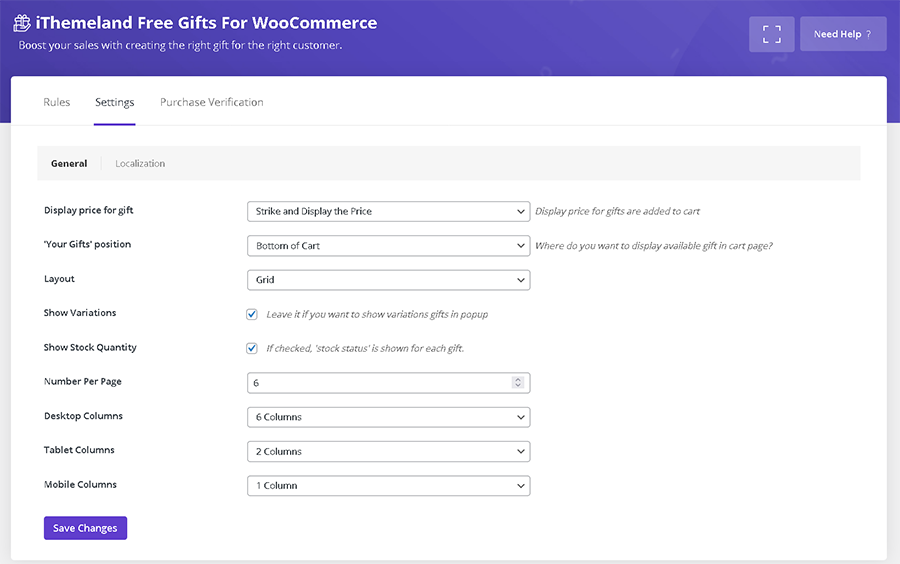 iThemeland Free Gifts For WooCommerce
Boost your sales with creating the right gift for the right customer.
Need Help ?
Rules Settings Purchase Verification
General Localization
Display price for gift Strike and Display the Price Display price for gifts are added to cart
'Your Gifts' position Bottom of Cart Where do you want to display available gift in cart page?
Layout Grid
Show Variations Leave it if you want to show variations gifts in popup
Show Stock Quantity If checked, 'stock status' is shown for each gift.
Number Per Page 6
Desktop Columns 6 Columns
Tablet Columns 2 Columns
Mobile Columns 1 Column
Save Changes